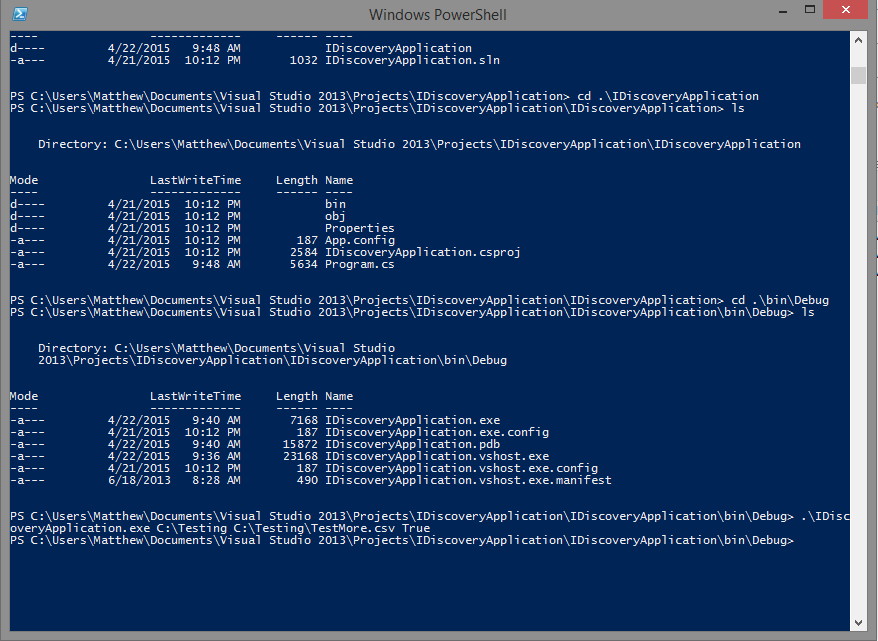 Windows PowerShell
---- ------------- ------ ----
d---- 4/22/2015 9:48 AM IDiscoveryApplication
-a--- 4/21/2015 10:12 PM 1032 IDiscoveryApplication.sln
PS C:\Users\Matthew\Documents\Visual Studio 2013\Projects\IDiscoveryApplication> cd .\IDiscoveryApplication
PS C:\Users\Matthew\Documents\Visual Studio 2013\Projects\IDiscoveryApplication\IDiscoveryApplication> ls
Directory: C:\Users\Matthew\Documents\Visual Studio 2013\Projects\IDiscoveryApplication\IDiscoveryApplication
Mode LastWriteTime Length Name
---- ------------- ------ ----
d---- 4/21/2015 10:12 PM bin
d---- 4/21/2015 10:12 PM obj
d---- 4/21/2015 10:12 PM Properties
-a--- 4/21/2015 10:12 PM 187 App.config
-a--- 4/21/2015 10:12 PM 2584 IDiscoveryApplication.csproj
-a--- 4/22/2015 9:48 AM 5634 Program.cs
PS C:\Users\Matthew\Documents\Visual Studio 2013\Projects\IDiscoveryApplication\IDiscoveryApplication> cd .\bin\Debug
PS C:\Users\Matthew\Documents\Visual Studio 2013\Projects\IDiscoveryApplication\IDiscoveryApplication\bin\Debug> ls
Directory: C:\Users\Matthew\Documents\Visual Studio
2013\Projects\IDiscoveryApplication\IDiscoveryApplication\bin\Debug
Mode LastWriteTime Length Name
---- ------------- ------ ----
-a--- 4/22/2015 9:40 AM 7168 IDiscoveryApplication.exe
-a--- 4/21/2015 10:12 PM 187 IDiscoveryApplication.exe.config
-a--- 4/22/2015 9:40 AM 15872 IDiscoveryApplication.pdb
-a--- 4/22/2015 9:36 AM 23168 IDiscoveryApplication.vshost.exe
-a--- 4/21/2015 10:12 PM 187 IDiscoveryApplication.vshost.exe.config
-a--- 6/18/2013 8:28 AM 490 IDiscoveryApplication.vshost.exe.manifest
PS C:\Users\Matthew\Documents\Visual Studio 2013\Projects\IDiscoveryApplication\IDiscoveryApplication\bin\Debug> .\IDisc
overyApplication.exe C:\Testing C:\Testing\TestMore.csv True
PS C:\Users\Matthew\Documents\Visual Studio 2013\Projects\IDiscoveryApplication\IDiscoveryApplication\bin\Debug>